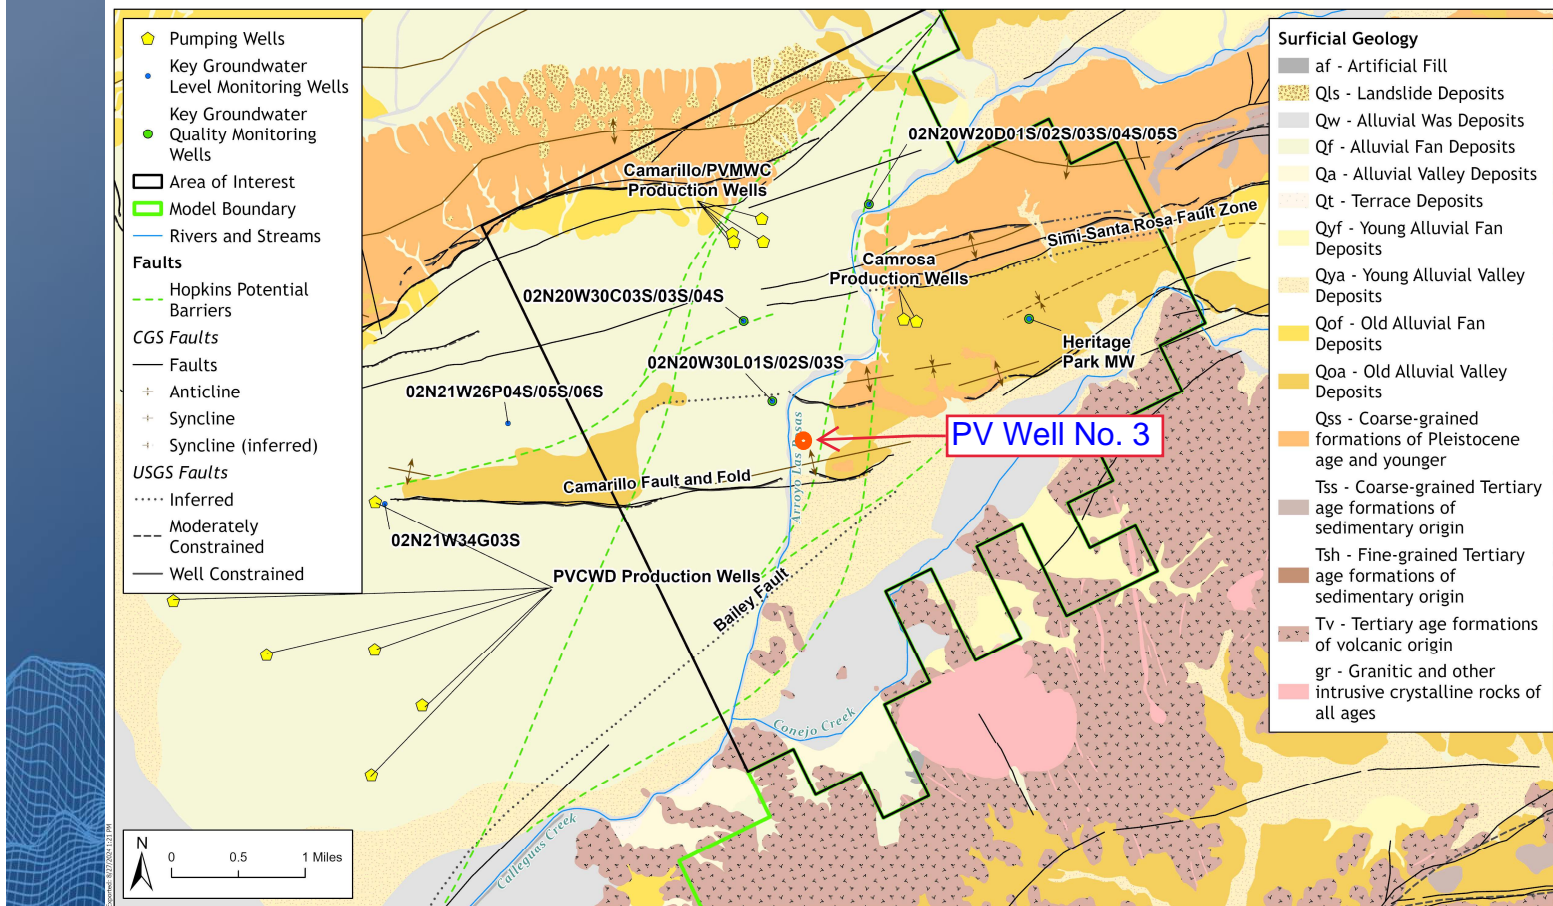 Pumping Wells
Key Groundwater
Level Monitoring Wells
Key Groundwater
Quality Monitoring
Wells
Area of Interest
Model Boundary
Rivers and Streams
Faults
Hopkins Potential
Barriers
CGS Faults
Faults
Anticline
Syncline
Syncline (inferred)
USGS Faults
Inferred
Moderately
Constrained
Well Constrained
02N20W20D01S/02S/03S/04S/05S
Camarillo/PVMWC
Production Wells
Simi-Santa Rosa Fault Zone
Camrosa
Production Wells
02N20W30C03S/03S/04S
Heritage
Park MW
02N20W30L01S/02S/03S
02N21W26P04S/05S/06S
Arroyo Las Posas
PV Well No. 3
Camarillo Fault and Fold
02N21W34G03S
PVCWD Production Wells
Bailey Fault
Conejo Creek
Calleguas Creek
Surficial Geology
af - Artificial Fill
Qls - Landslide Deposits
Qw - Alluvial Was Deposits
Qf - Alluvial Fan Deposits
Qa - Alluvial Valley Deposits
Qt - Terrace Deposits
Qyf - Young Alluvial Fan
Deposits
Qya - Young Alluvial Valley
Deposits
Qof - Old Alluvial Fan
Deposits
Qoa - Old Alluvial Valley
Deposits
Qss - Coarse-grained
formations of Pleistocene
age and younger
Tss - Coarse-grained Tertiary
age formations of
sedimentary origin
Tsh - Fine-grained Tertiary
age formations of
sedimentary origin
Tv - Tertiary age formations
of volcanic origin
gr - Granitic and other
intrusive crystalline rocks of
all ages
N
0 0.5 1 Miles
8/27/2024 1:21 PM